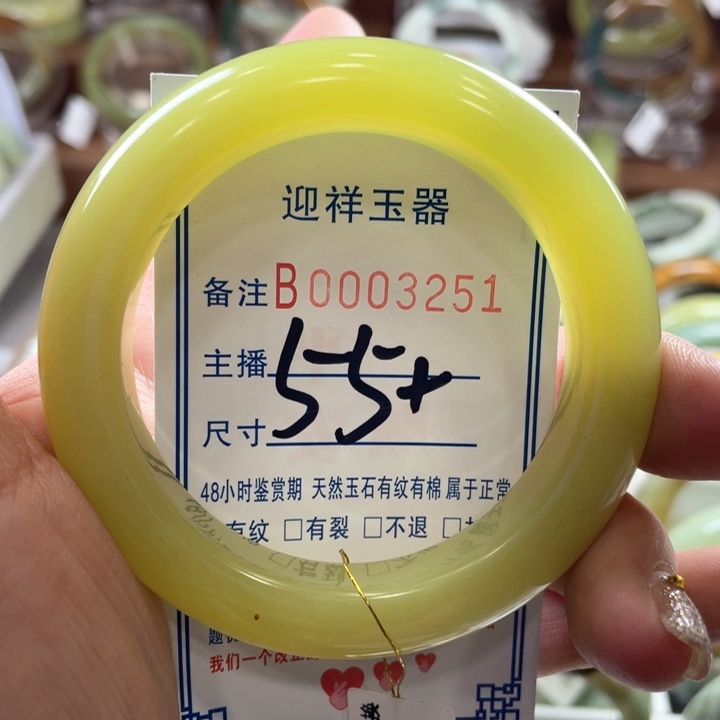 迎祥玉器
备注B0003251
主播
55+
尺寸
48小时鉴赏期 天然玉石有纹有棉属于正常
有纹 □有裂 □不退 □
我们一个改正